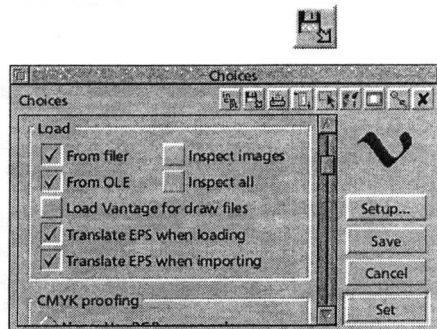 Choices
Choices
Load
From filer Inspect images
From OLE Inspect all
Load Vantage for draw files
Translate EPS when loading
Translate EPS when importing
CMYK proofing
Setup...
Save
Cancel
Set